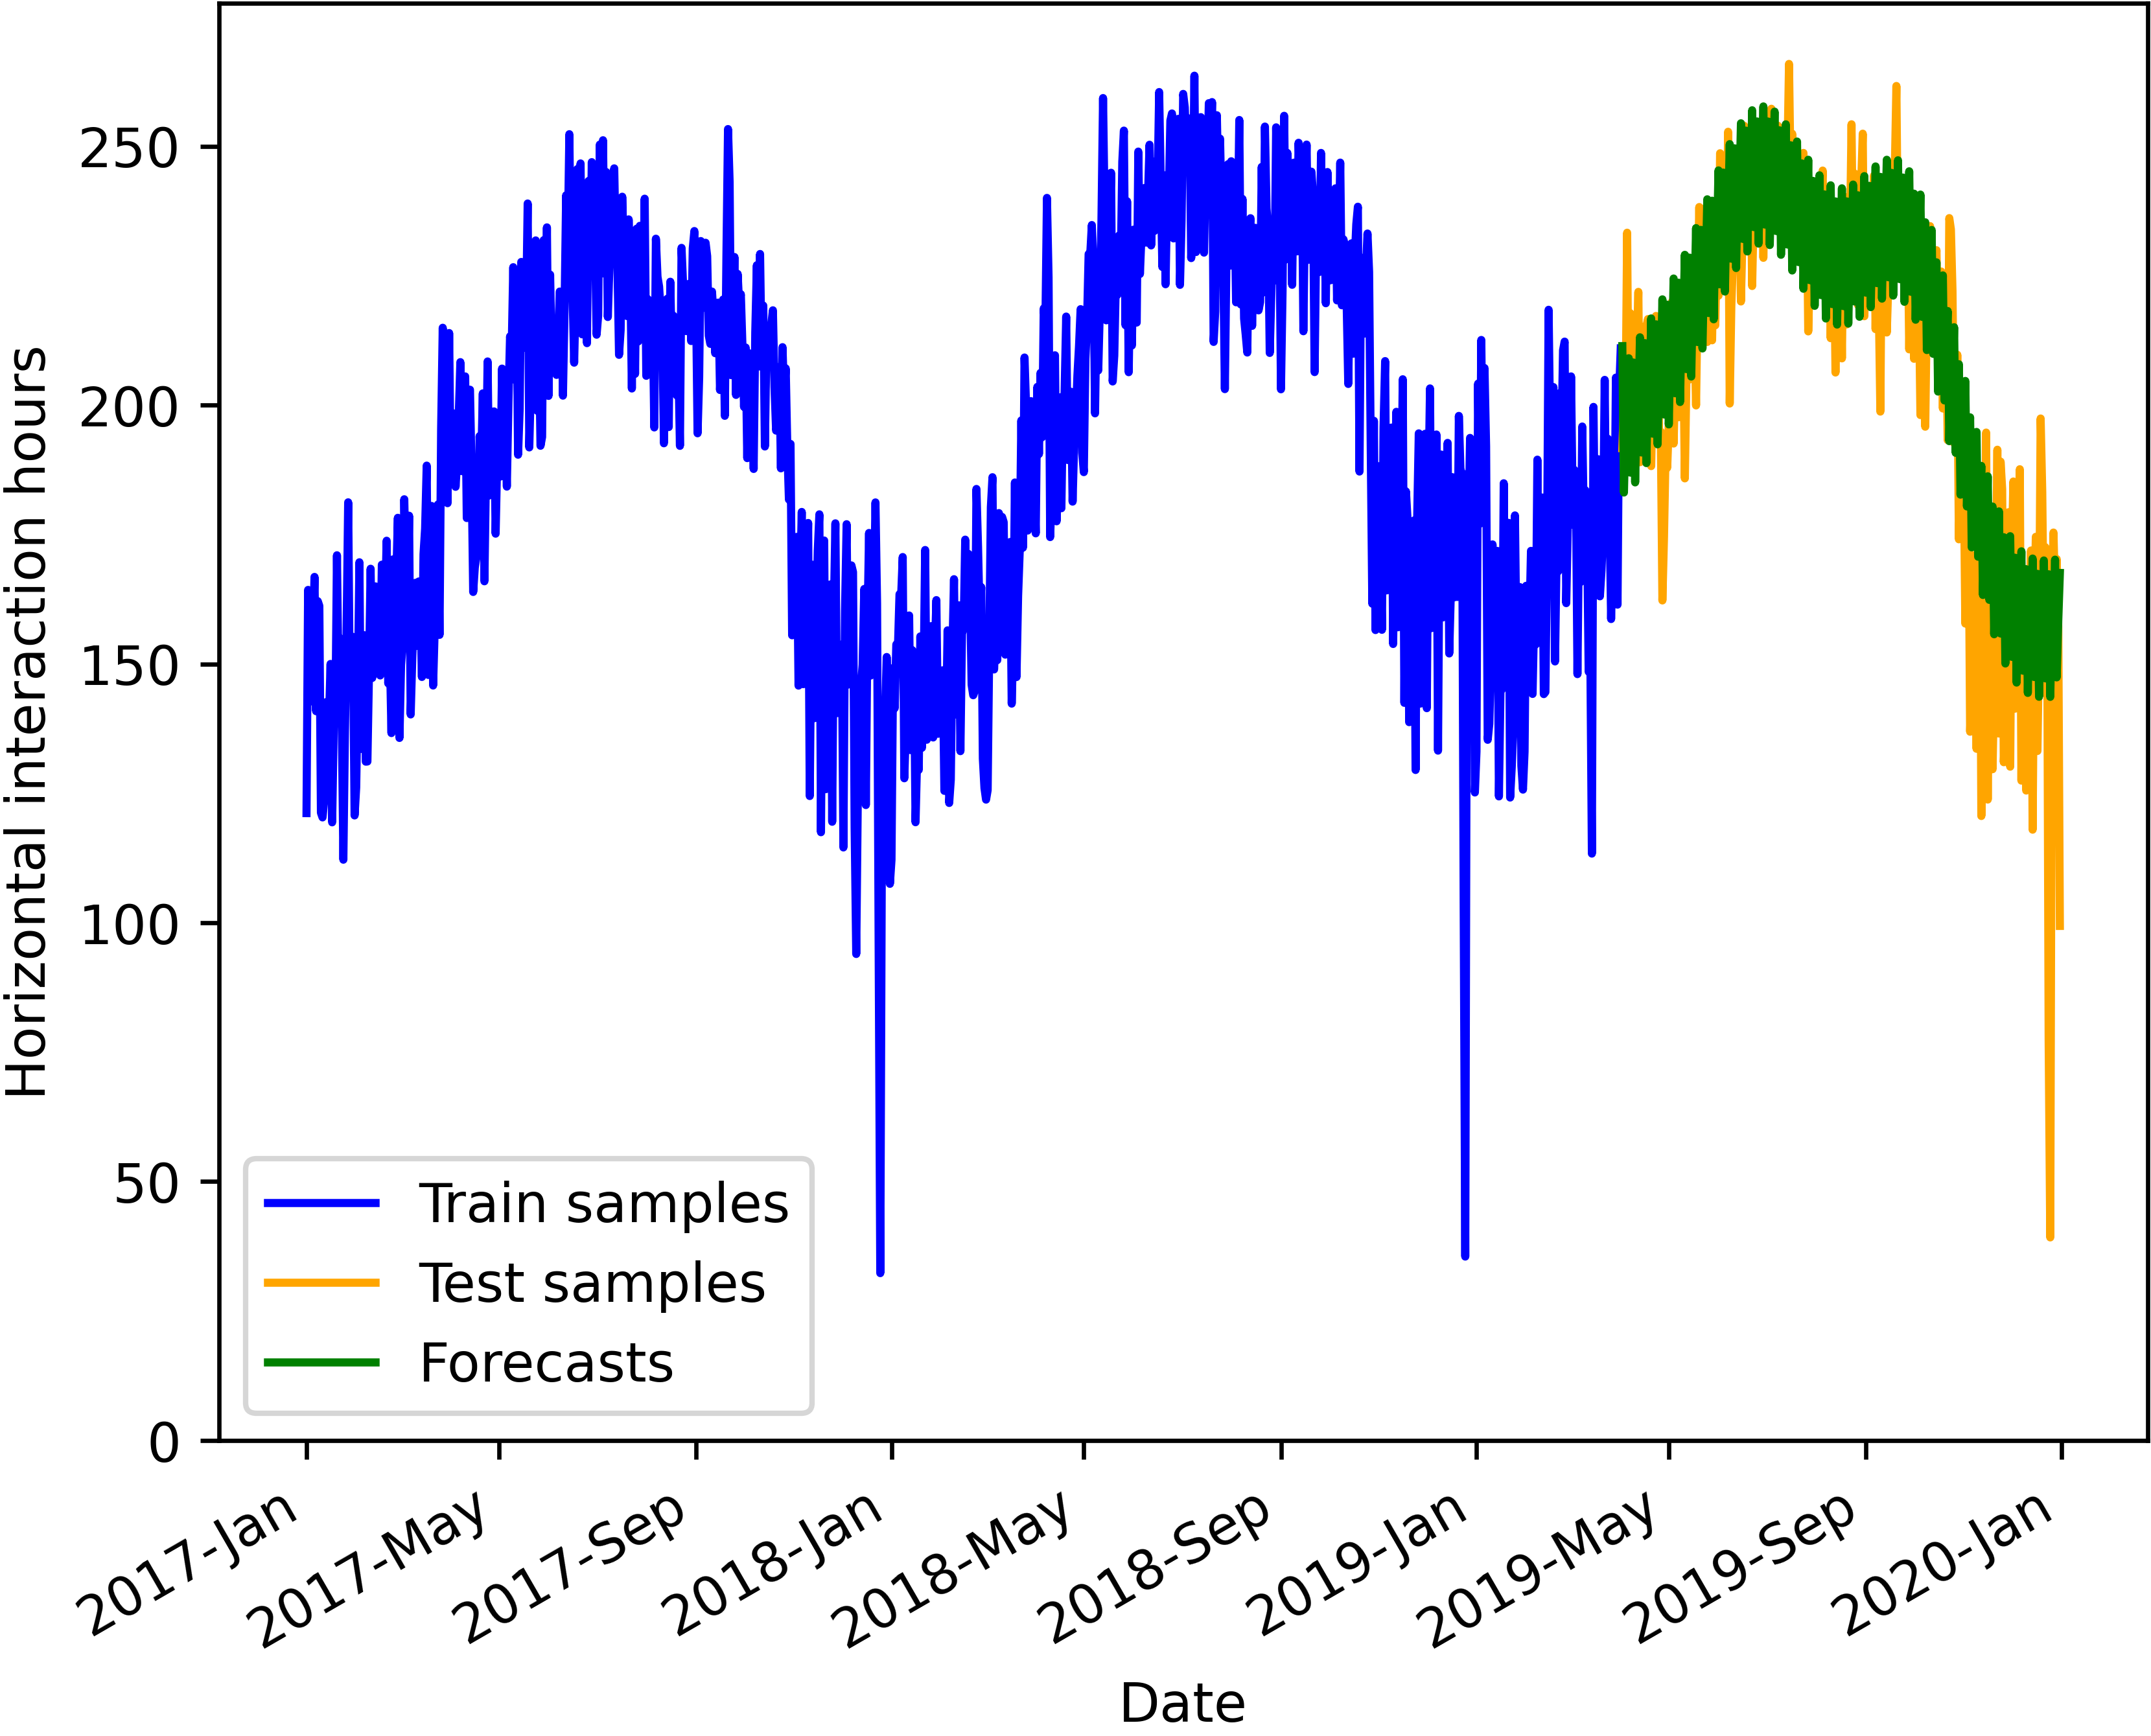 Horizontal interaction hours
250
200
150
100
50
0
Train samples
Test samples
Forecasts
2017-Jan
2017-May
2017-Sep
2018-Jan
2018-May
2018-Sep
2019-Jan
2019-May
2019-Sep
2020-Jan
Date